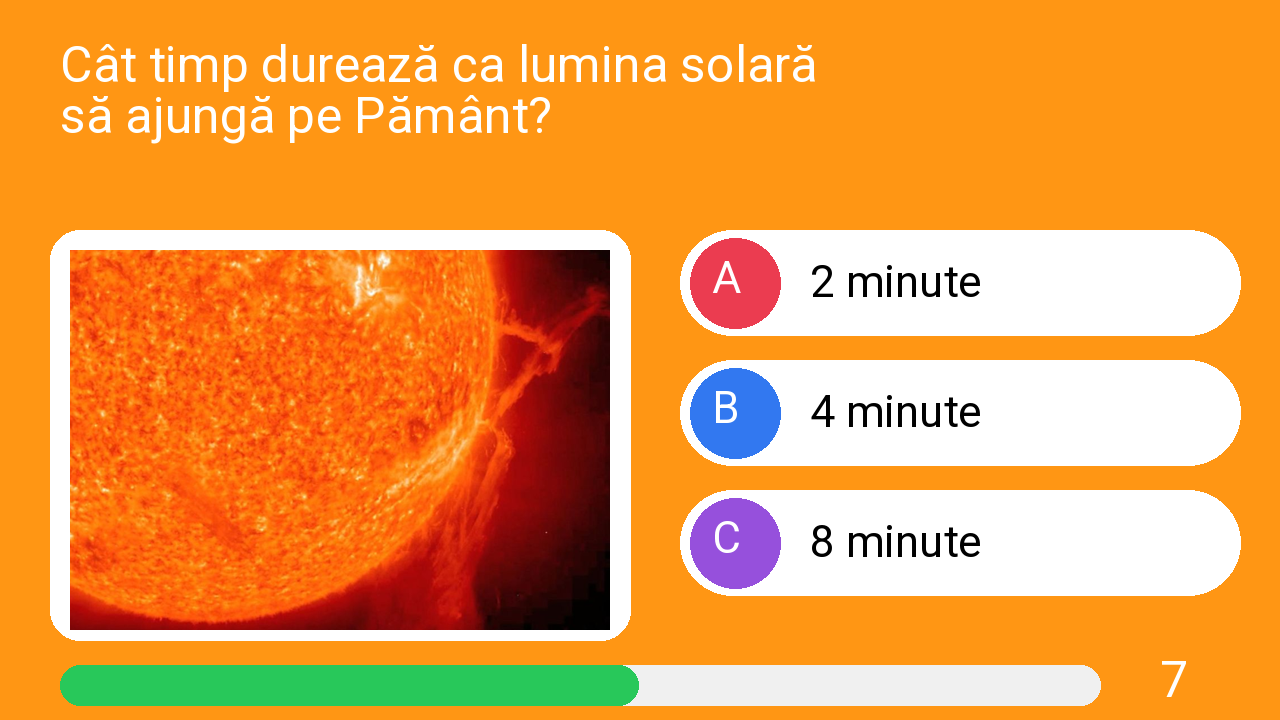 Cât timp durează ca lumina solară
să ajungă pe Pământ?
A 2 minute
B 4 minute
C 8 minute
7